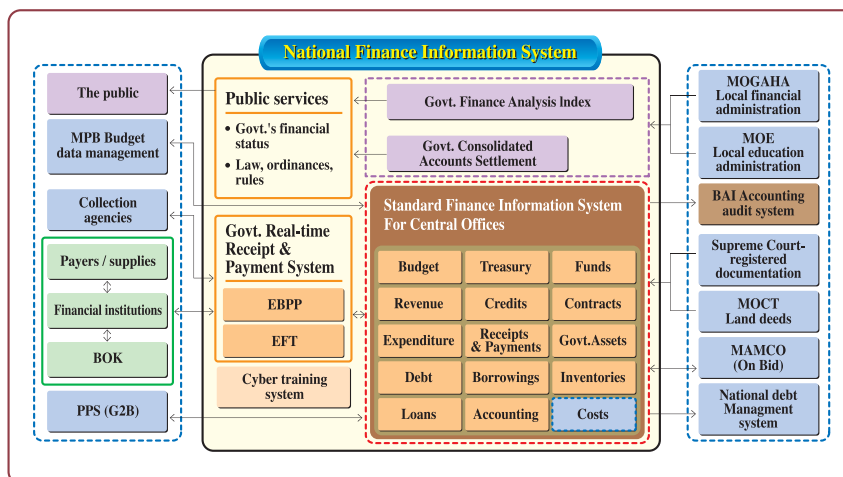 National Finance Information System
The public
MPB Budget
data management
Collection
agencies
Payers / supplies
Financial institutions
BOK
PPS (G2B)
Public services
• Govt.'s financial
status
• Law, ordinances,
rules
Govt. Real-time
Receipt &
Payment System
EBPP
EFT
Cyber training
system
Govt. Finance Analysis Index
Govt. Consolidated
Accounts Settlement
Standard Finance Information System
For Central Offices
Budget
Treasury
Funds
Revenue
Credits
Contracts
Expenditure
Receipts
& Payments
Govt.Assets
Debt
Borrowings
Inventories
Loans
Accounting
Costs
MOGAHA
Local financial
administration
MOE
Local education
administration
BAI Accounting
audit system
Supreme Court-
registered
documentation
MOCT
Land deeds
MAMCO
(On Bid)
National debt
Managment
system